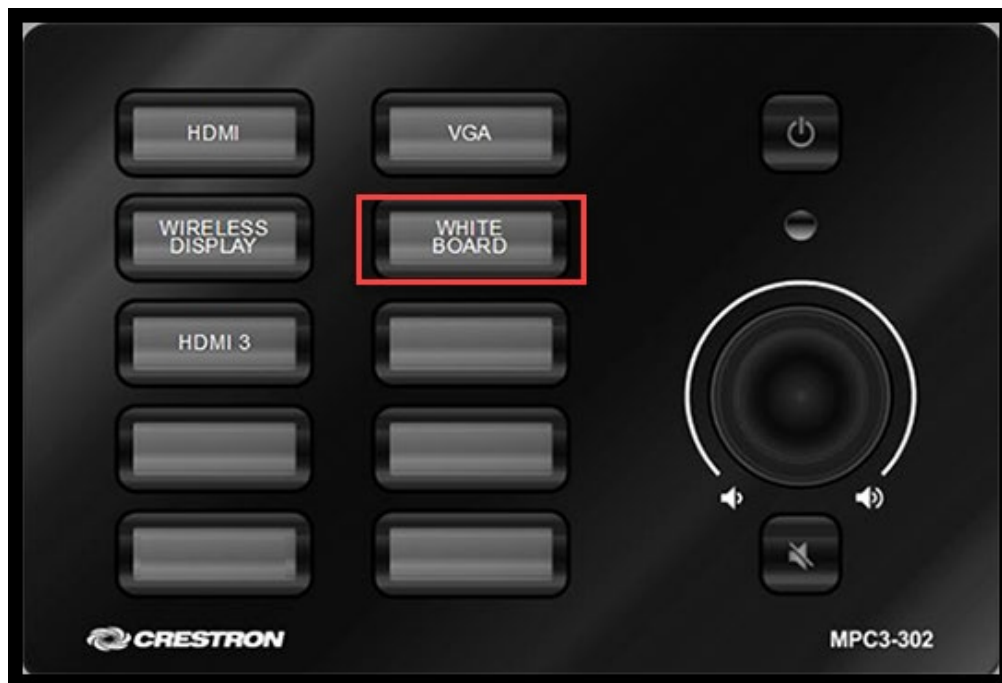 HDMI
VGA
WIRELESS
DISPLAY
WHITE
BOARD
HDMI 3
CRESTRON
MPC3-302